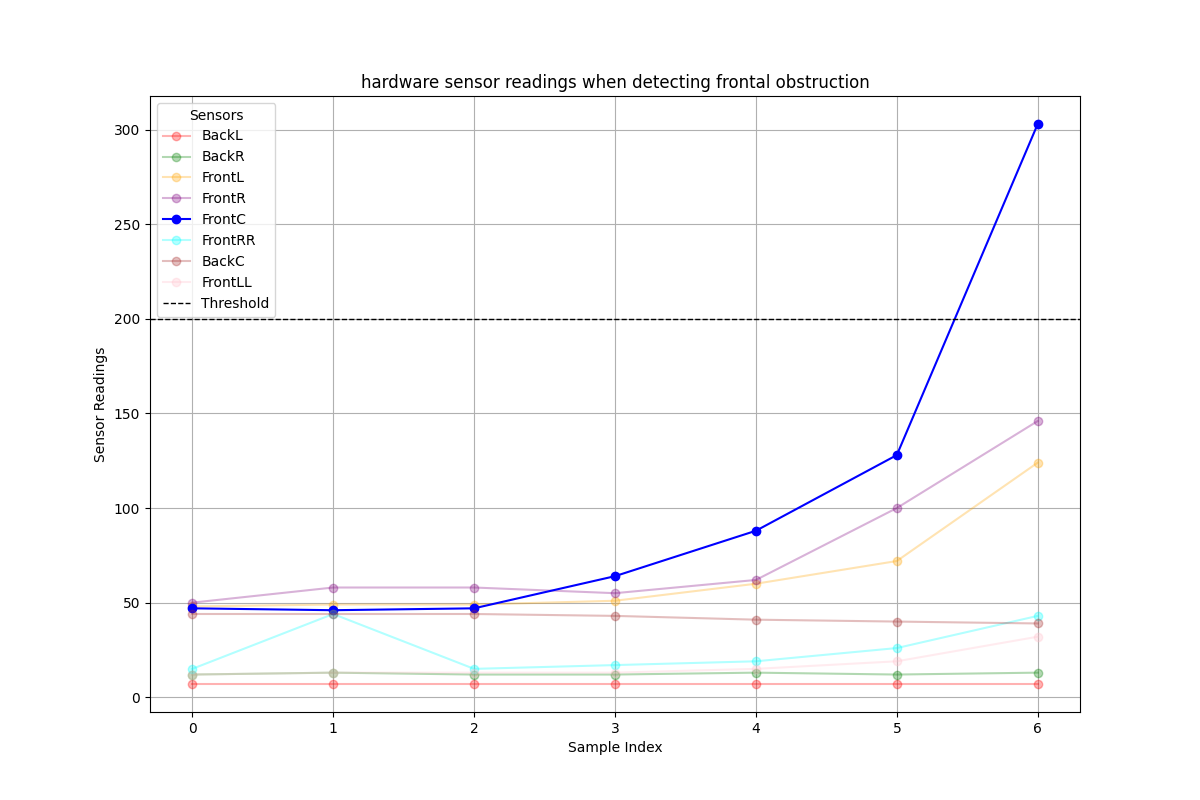 hardware sensor readings when detecting frontal obstruction
Sensors
BackL
BackR
FrontL
FrontR
FrontC
FrontRR
BackC
FrontLL
Threshold
300
250
200
150
100
50
0
Sensor Readings
0 1 2 3 4 5 6
Sample Index